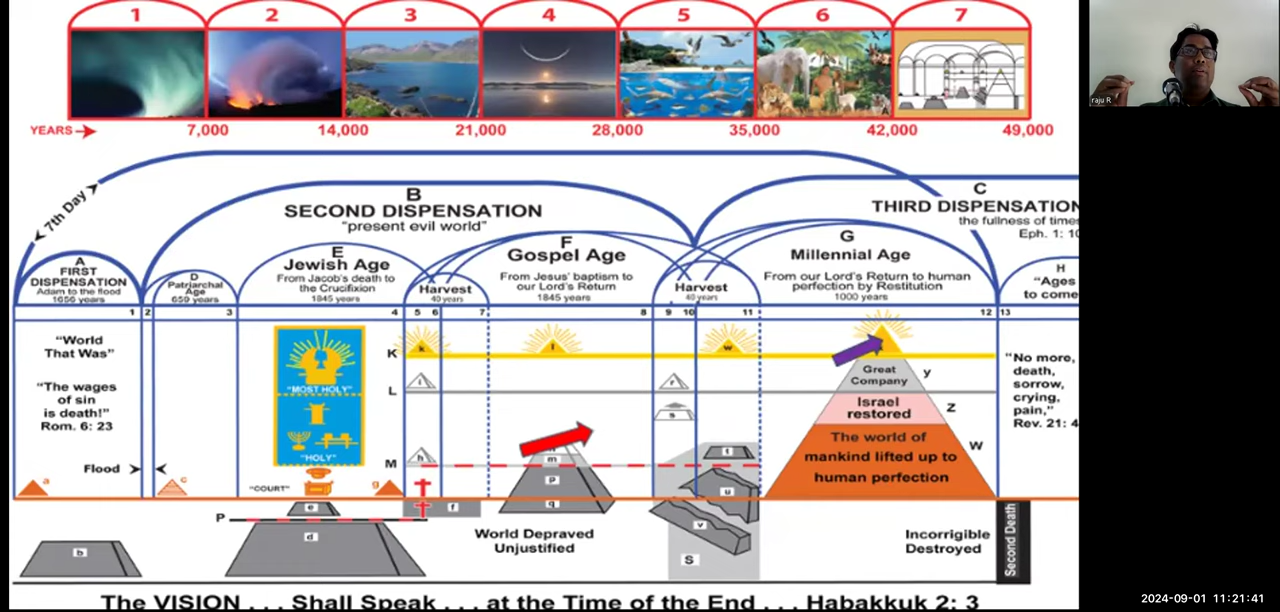 1 2 3 4 5 6 7
YEARS 7,000 14,000 21,000 28,000 35,000 42,000 49,000
7th Day
B
SECOND DISPENSATION
"present evil world"
C
THIRD DISPENSATION
the fullness of times
Eph. 1: 10
A
FIRST
DISPENSATION
Adam to the flood
1656 years
D
Patriarchal
Age
659 years
E
Jewish Age
From Jacob's death to
the Crucifixion
1845 years
Harvest
40 years
F
Gospel Age
From Jesus' baptism to
our Lord's Return
1845 years
Harvest
40 years
G
Millennial Age
From our Lord's Return to human
perfection by Restitution
1000 years
H
"Ages
to come
1 2 3 4 5 6 7 8 9 10 11 12 13
"World
That Was"
"The wages
of sin
is death!"
Rom. 6: 23
Flood
"MOST HOLY"
"HOLY"
"COURT"
K
L
M
P
a
b
c
d
e
f
g
h
i
k
l
m
n
p
q
r
s
t
u
v
w
S
World Depraved
Unjustified
Great
Company
y
Israel
restored
Z
The world of
mankind lifted up to
human perfection
W
"No more,
death,
sorrow,
crying,
pain,"
Rev. 21: 4
Incorrigible
Destroyed
Second Death
The VISION . . . Shall Speak . . . at the Time of the End . . . Habakkuk 2: 3
raju R
2024-09-01 11:21:41